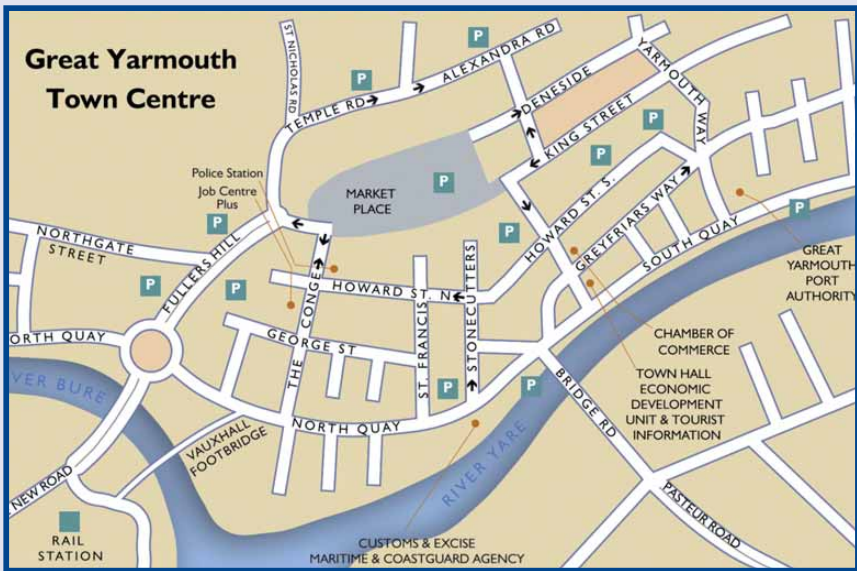 Great Yarmouth
Town Centre
ST NICHOLAS RD
P
TEMPLE RD
P
ALEXANDRA RD
P
DENESIDE
YARMOUTH WAY
KING STREET
P
P
P
Police Station
Job Centre
Plus
MARKET
PLACE
P
P
HOWARD ST. S.
GREYFRIARS WAY
SOUTH QUAY
P
NORTHGATE
STREET
P
FULLERS HILL
P
P
HOWARD ST. N
THE CONGE
ST. FRANCIS
STONECUTTERS
GREAT
YARMOUTH
PORT
AUTHORITY
CHAMBER OF
COMMERCE
TOWN HALL
ECONOMIC
DEVELOPMENT
UNIT & TOURIST
INFORMATION
ORTH QUAY
GEORGE ST
P
P
VER BURE
NORTH QUAY
VAUXHALL
FOOTBRIDGE
BRIDGE RD
RIVER YARE
PASTEUR ROAD
NEW ROAD
RAIL
STATION
CUSTOMS & EXCISE
MARITIME & COASTGUARD AGENCY